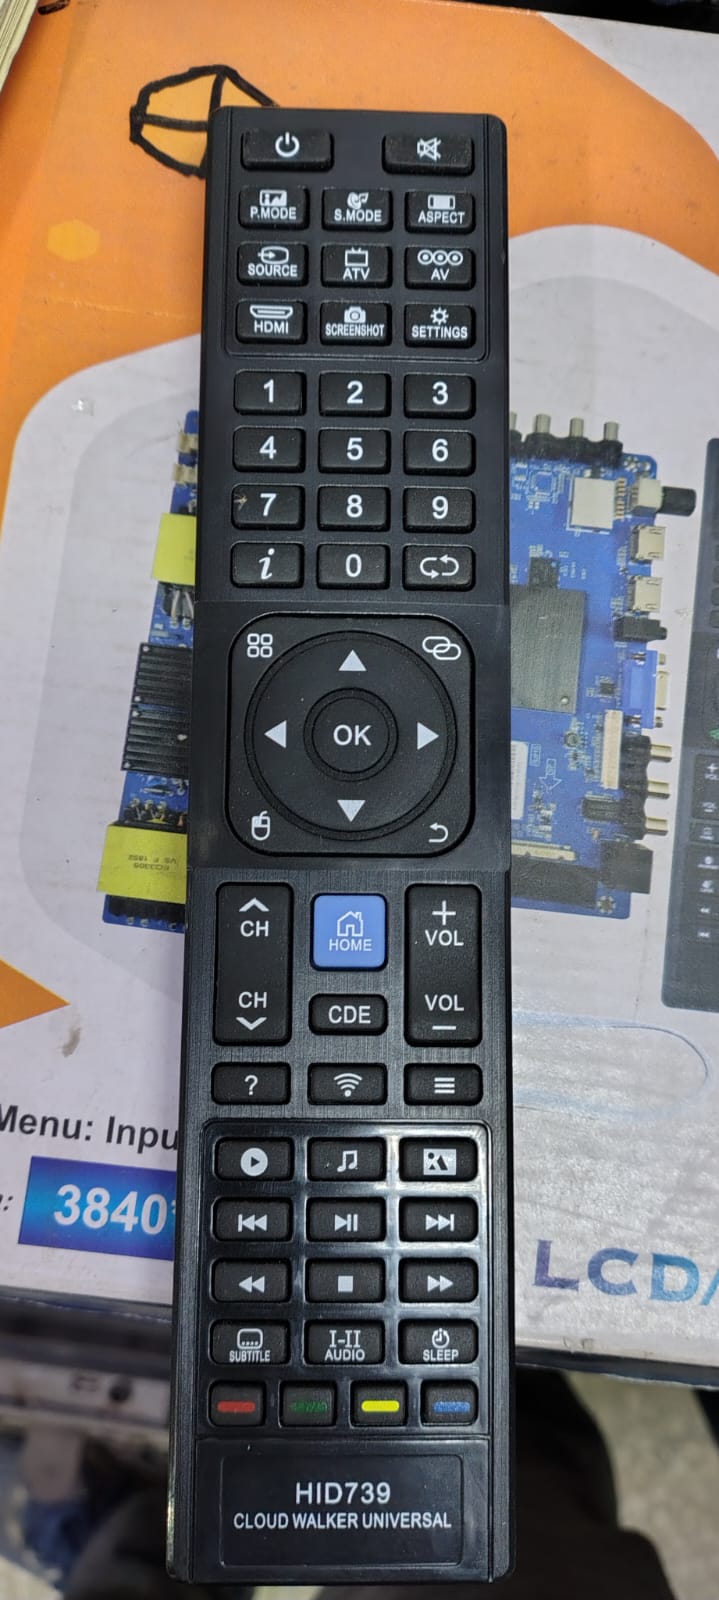 P.MODE S.MODE ASPECT
SOURCE ATV AV
HDMI SCREENSHOT SETTINGS
1 2 3
4 5 6
7 8 9
i 0
OK
CH HOME VOL
CH CDE VOL
?
Menu: Inpu
3840*
LCD/
SUBTITLE I-II AUDIO SLEEP
HID739
CLOUD WALKER UNIVERSAL